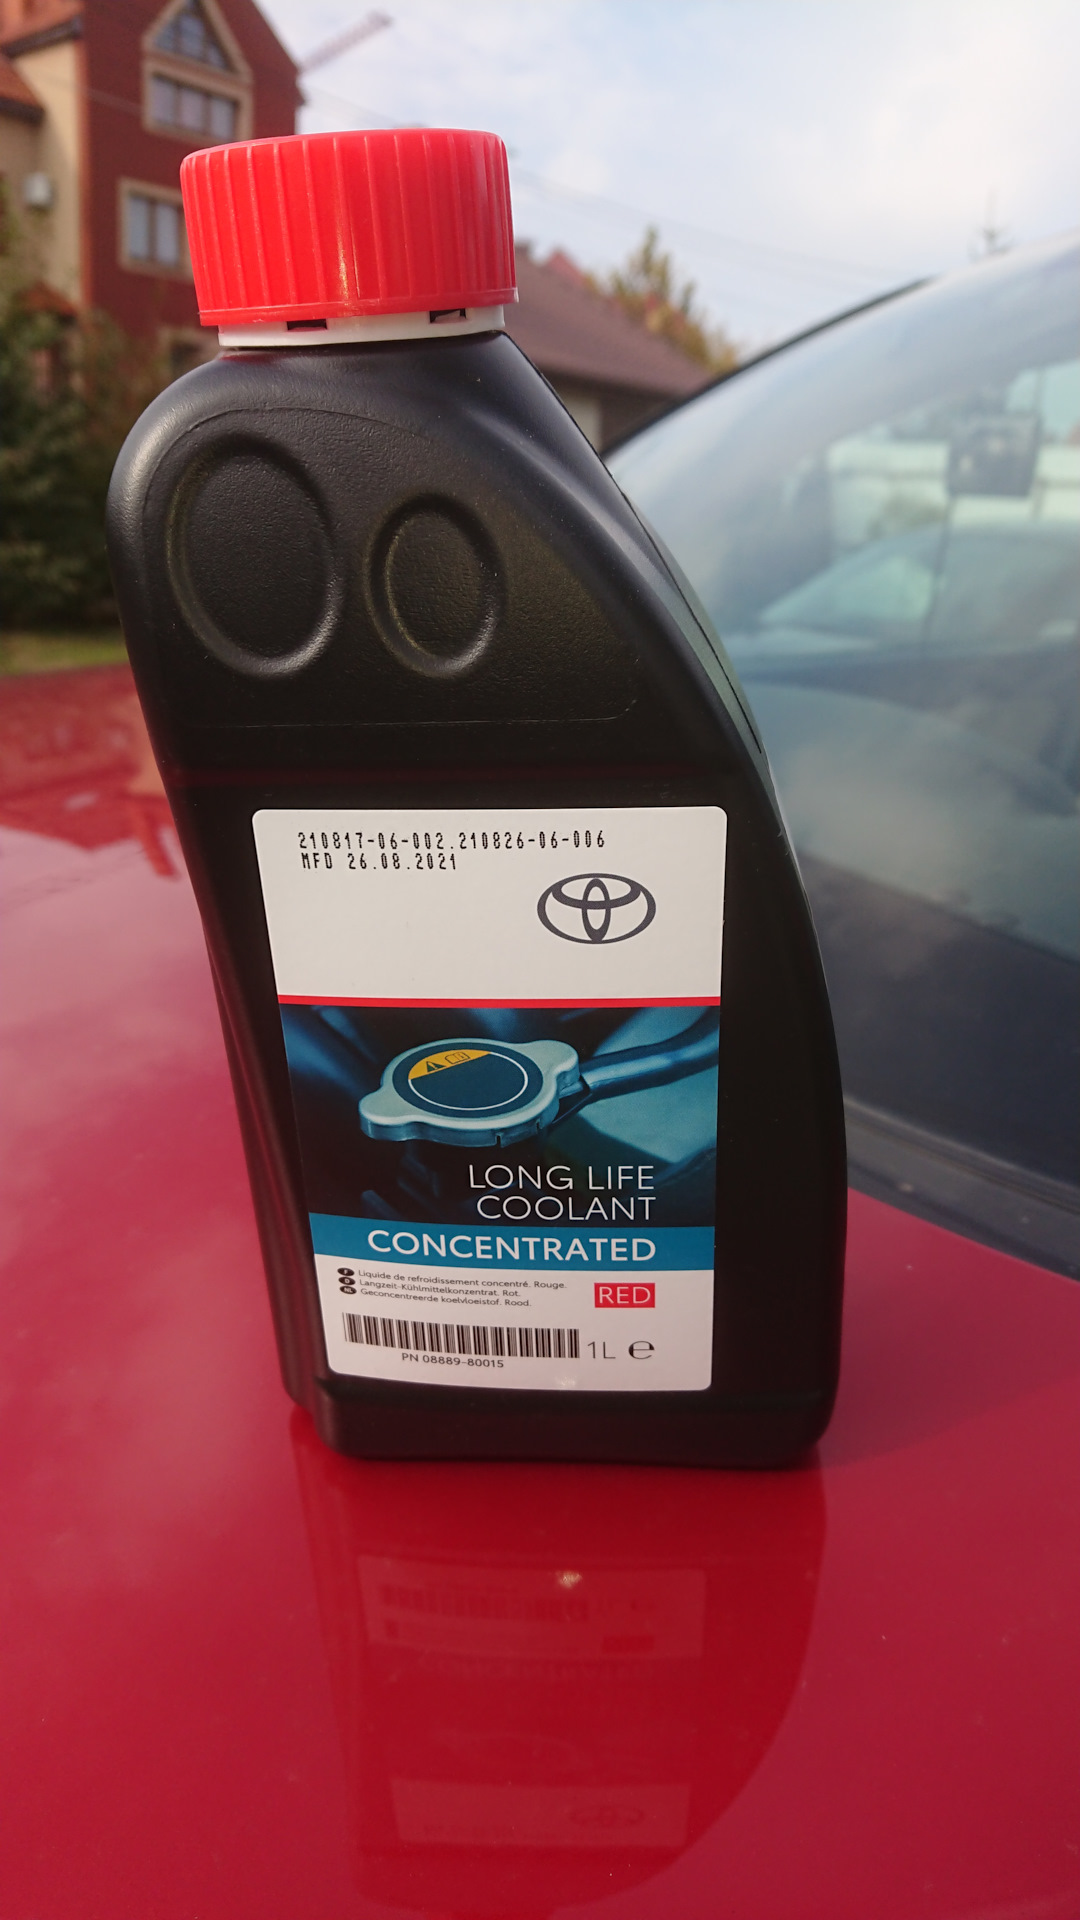 210817-06-002.210826-06-006
MFD 26.08.2021
LONG LIFE
COOLANT
CONCENTRATED
F Liquide de refroidissement concentré. Rouge.
D Langzeit-Kühlmittelkonzentrat. Rot.
NL Geconcentreerde koelvloeistof. Rood.
RED
1L e
PN 08889-80015